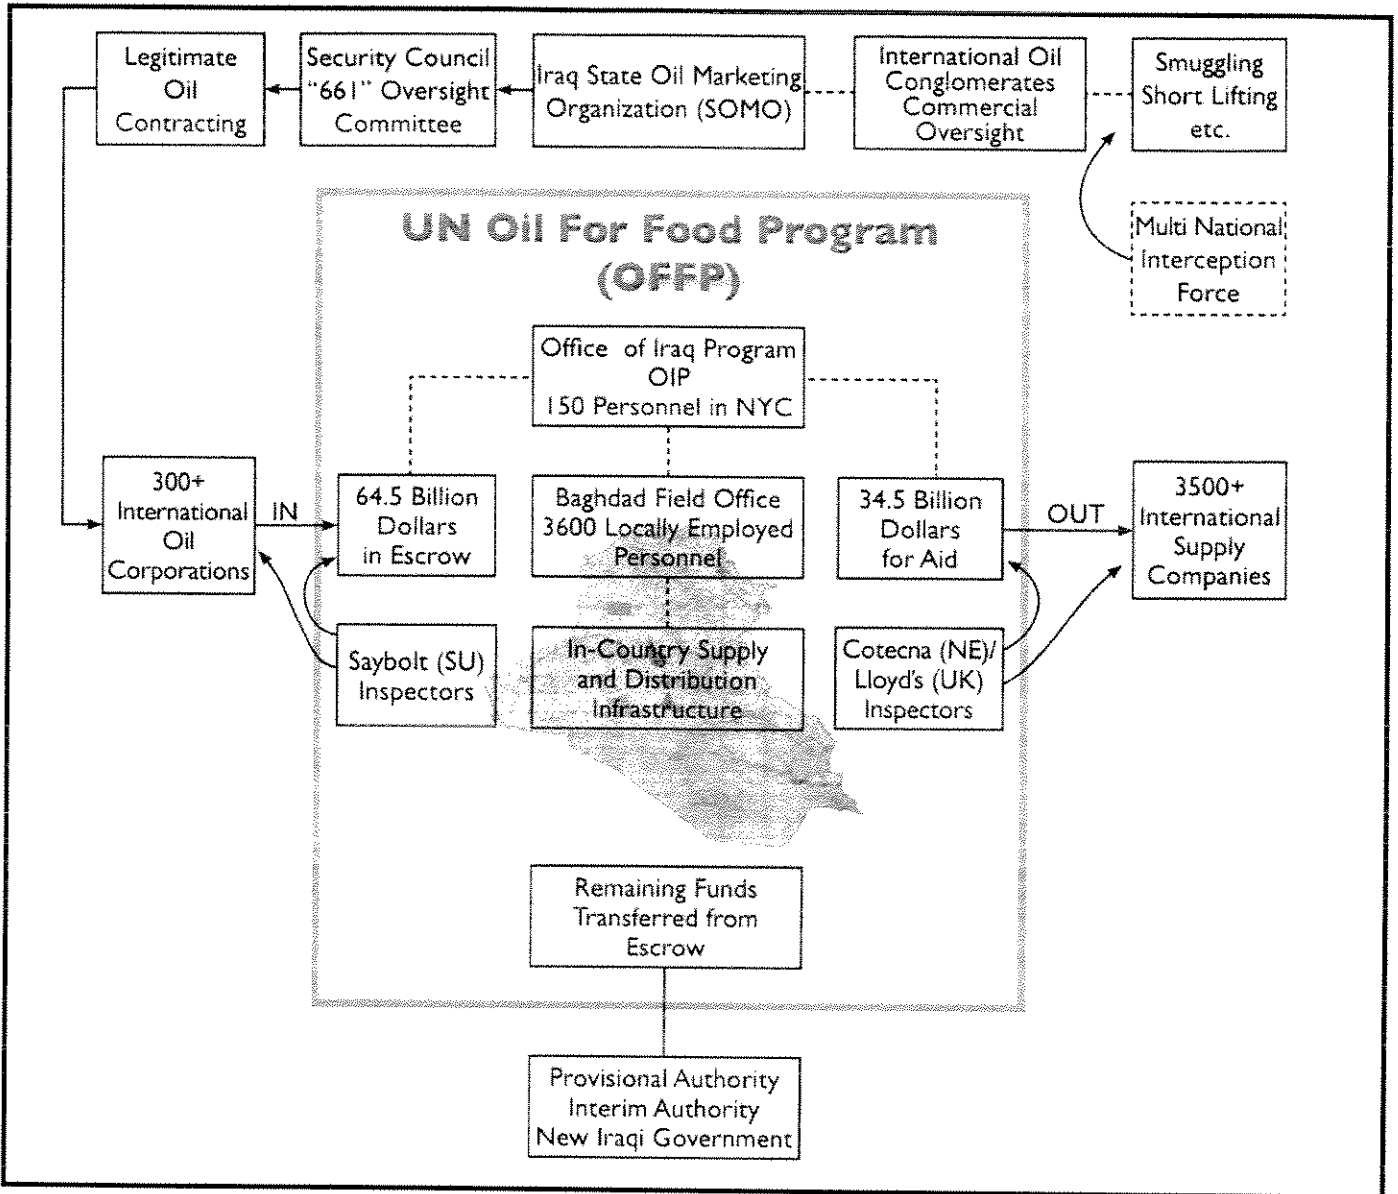 Legitimate
Oil
Contracting
Security Council
"661" Oversight
Committee
Iraq State Oil Marketing
Organization (SOMO)
International Oil
Conglomerates
Commercial
Oversight
Smuggling
Short Lifting
etc.
Multi National
Interception
Force
UN Oil For Food Program
(OFFP)
Office of Iraq Program
OIP
150 Personnel in NYC
300+
International
Oil
Corporations
IN
64.5 Billion
Dollars
in Escrow
Baghdad Field Office
3600 Locally Employed
Personnel
34.5 Billion
Dollars
for Aid
OUT
3500+
International
Supply
Companies
Saybolt (SU)
Inspectors
In-Country Supply
and Distribution
Infrastructure
Cotecna (NE)/
Lloyd's (UK)
Inspectors
Remaining Funds
Transferred from
Escrow
Provisional Authority
Interim Authority
New Iraqi Government